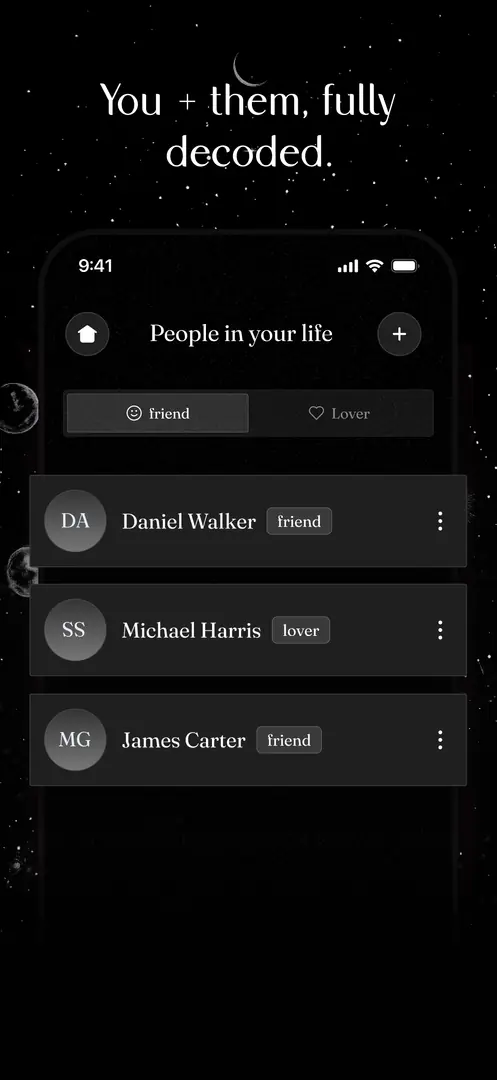 You + them, fully
decoded.
9:41
People in your life
friend
Lover
DA
Daniel Walker
friend
SS
Michael Harris
lover
MG
James Carter
friend